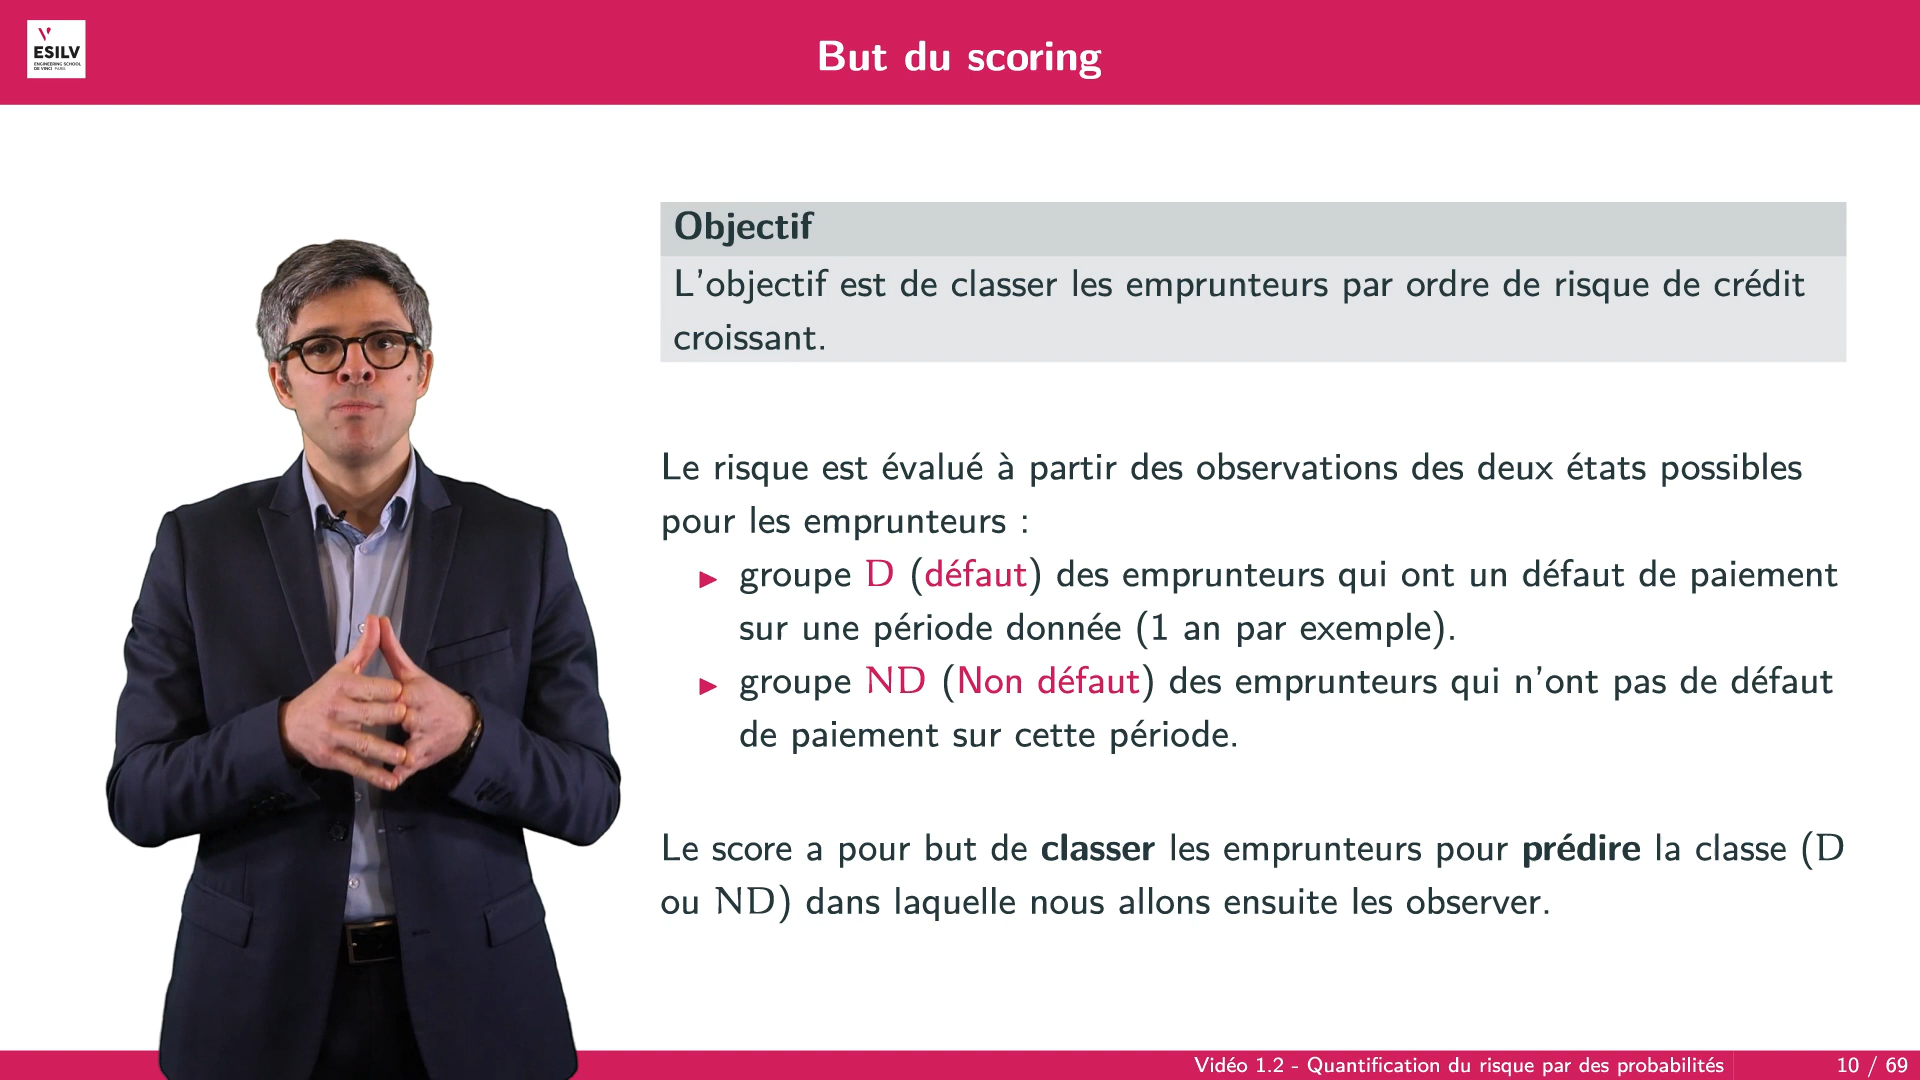 ESILV
ENGINEERING SCHOOL
DE VINCI PARIS
But du scoring
Objectif
L'objectif est de classer les emprunteurs par ordre de risque de crédit
croissant.
Le risque est évalué à partir des observations des deux états possibles
pour les emprunteurs :
groupe D (défaut) des emprunteurs qui ont un défaut de paiement
sur une période donnée (1 an par exemple).
groupe ND (Non défaut) des emprunteurs qui n'ont pas de défaut
de paiement sur cette période.
Le score a pour but de classer les emprunteurs pour prédire la classe (D
ou ND) dans laquelle nous allons ensuite les observer.
Vidéo 1.2 - Quantification du risque par des probabilités
10 / 69